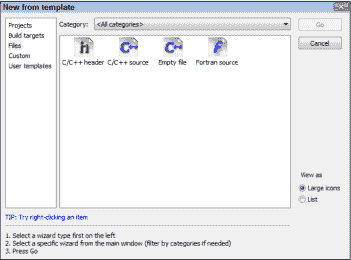 New from template
Projects
Build targets
Files
Custom
User templates
Category: <All categories>
C/C++ header C/C++ source Empty file Fortran source
Go
Cancel
View as
Large icons
List
TIP: Try right-clicking an item
1. Select a wizard type first on the left
2. Select a specific wizard from the main window (filter by categories if needed)
3. Press Go